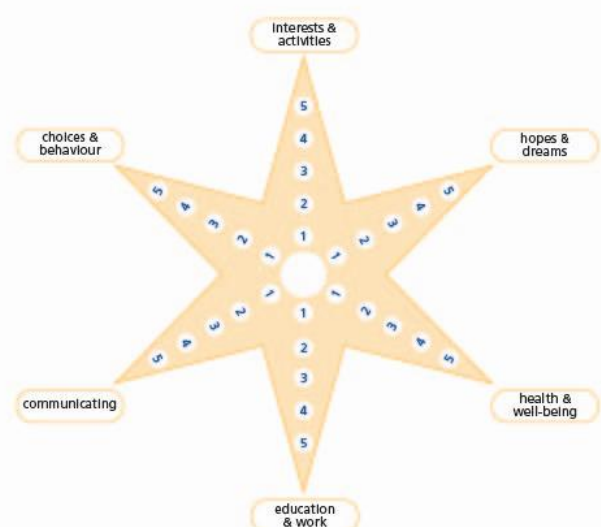 interests &
activities
choices &
behaviour
hopes &
dreams
5
4
3
2
1
5 4 3 2 1
1 2 3 4 5
5 4 3 2 1
1 2 3 4 5
1
2
3
4
5
communicating
health &
well-being
education
& work